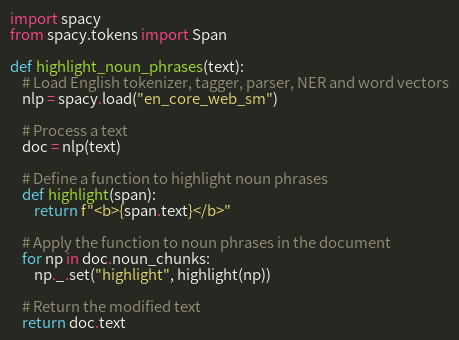 import spacy
from spacy.tokens import Span

def highlight_noun_phrases(text):
    # Load English tokenizer, tagger, parser, NER and word vectors
    nlp = spacy.load("en_core_web_sm")

    # Process a text
    doc = nlp(text)

    # Define a function to highlight noun phrases
    def highlight(span):
        return f"<b>{span.text}</b>"

    # Apply the function to noun phrases in the document
    for np in doc.noun_chunks:
        np._.set("highlight", highlight(np))

    # Return the modified text
    return doc.text